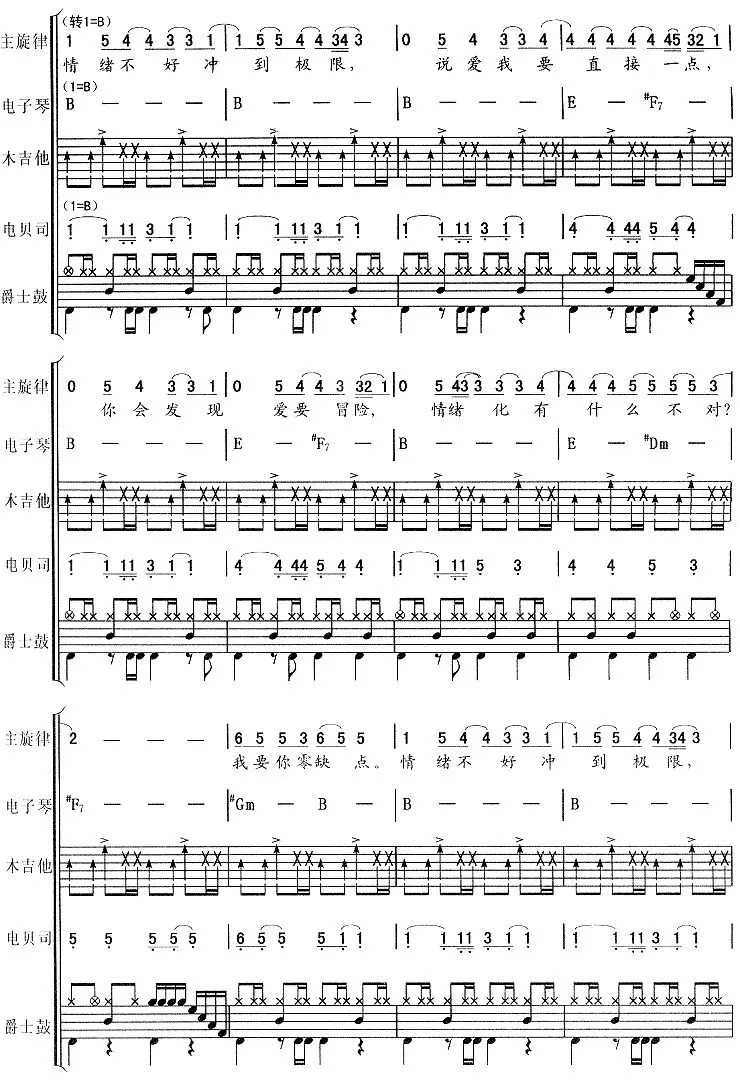 (转1=B)
主旋律 1 5 4 4 3 3 1 | 1 5 5 4 4 34 3 | 0 5 4 3 3 1 | 4 4 4 4 4 45 32 1 |
情绪不好冲到极限, 说爱我要直接一点,
(1=B)
电子琴 B — — — | B — — — | B — — — | E — #F7 — |
木吉他
(1=B)
电贝司 1 1 11 3 1 1 | 1 1 11 3 1 1 | 1 1 11 3 1 1 | 4 4 44 5 4 4 |
爵士鼓
主旋律 0 5 4 3 3 1 | 0 5 4 4 3 32 1 | 0 5 43 3 3 3 4 | 4 4 4 5 5 5 5 3 |
你会发现 爱要冒险, 情绪化有什么不对?
电子琴 B — — — | E — #F7 — | B — — — | E — #Dm — |
木吉他
电贝司 1 1 11 3 1 1 | 4 4 44 5 4 4 | 1 1 11 5 3 | 4 4 5 3 |
爵士鼓
主旋律 2 — — — | 6 5 5 3 6 5 5 | 1 5 4 4 3 3 1 | 1 5 5 4 4 34 3 |
我要你零缺点。情绪不好冲到极限,
电子琴 #F7 — — — | #Gm — B — | B — — — | B — — — |
木吉他
电贝司 5 5 5 5 5 | 6 5 5 5 1 1 | 1 1 11 3 1 1 | 1 1 11 3 1 1 |
爵士鼓